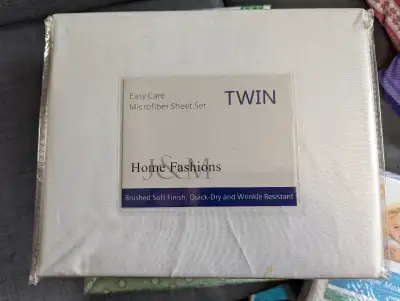 Easy Care
Microfiber Sheet Set
TWIN
J&M
Home Fashions
Brushed Soft Finish, Quick-Dry and Wrinkle Resistant